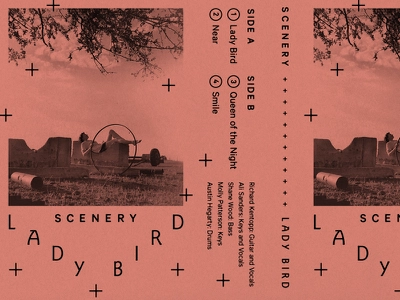 SCENERY
LADYBIRD
SIDE A
1 Lady Bird
2 Near
SIDE B
3 Queen of the Night
4 Smile
Richard Kentopp: Guitar and Vocals
Ali Sanders: Keys and Vocals
Shane Wood: Bass
Molly Patterson: Keys
Austin Hegarty: Drums
SCENERY + + + + + + + + + + + + LADY BIRD
SCEN
LADY